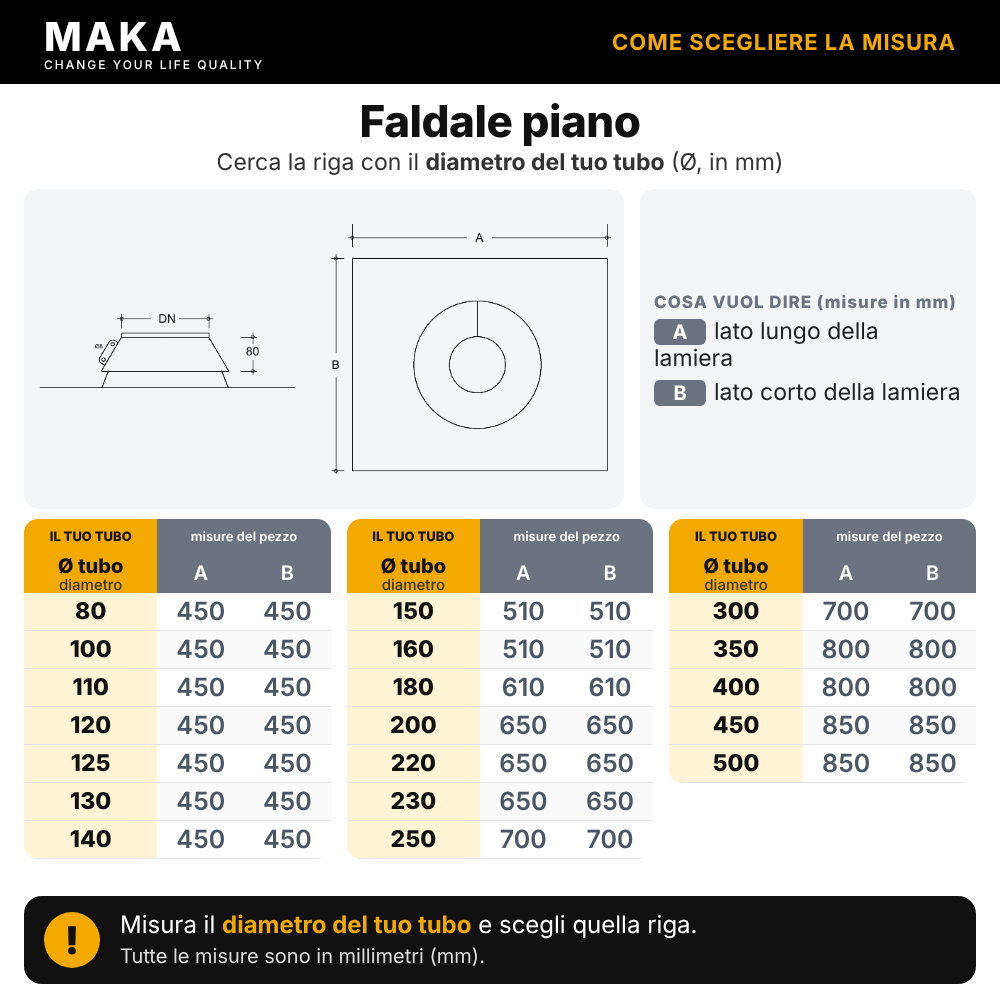 MAKA
CHANGE YOUR LIFE QUALITY
COME SCEGLIERE LA MISURA
Faldale piano
Cerca la riga con il diametro del tuo tubo (Ø, in mm)
A
DN
Ø8
80
B
COSA VUOL DIRE (misure in mm)
A lato lungo della
lamiera
B lato corto della lamiera
IL TUO TUBO misure del pezzo
Ø tubo A B
diametro
80 450 450
100 450 450
110 450 450
120 450 450
125 450 450
130 450 450
140 450 450
IL TUO TUBO misure del pezzo
Ø tubo A B
diametro
150 510 510
160 510 510
180 610 610
200 650 650
220 650 650
230 650 650
250 700 700
IL TUO TUBO misure del pezzo
Ø tubo A B
diametro
300 700 700
350 800 800
400 800 800
450 850 850
500 850 850
! Misura il diametro del tuo tubo e scegli quella riga.
Tutte le misure sono in millimetri (mm).